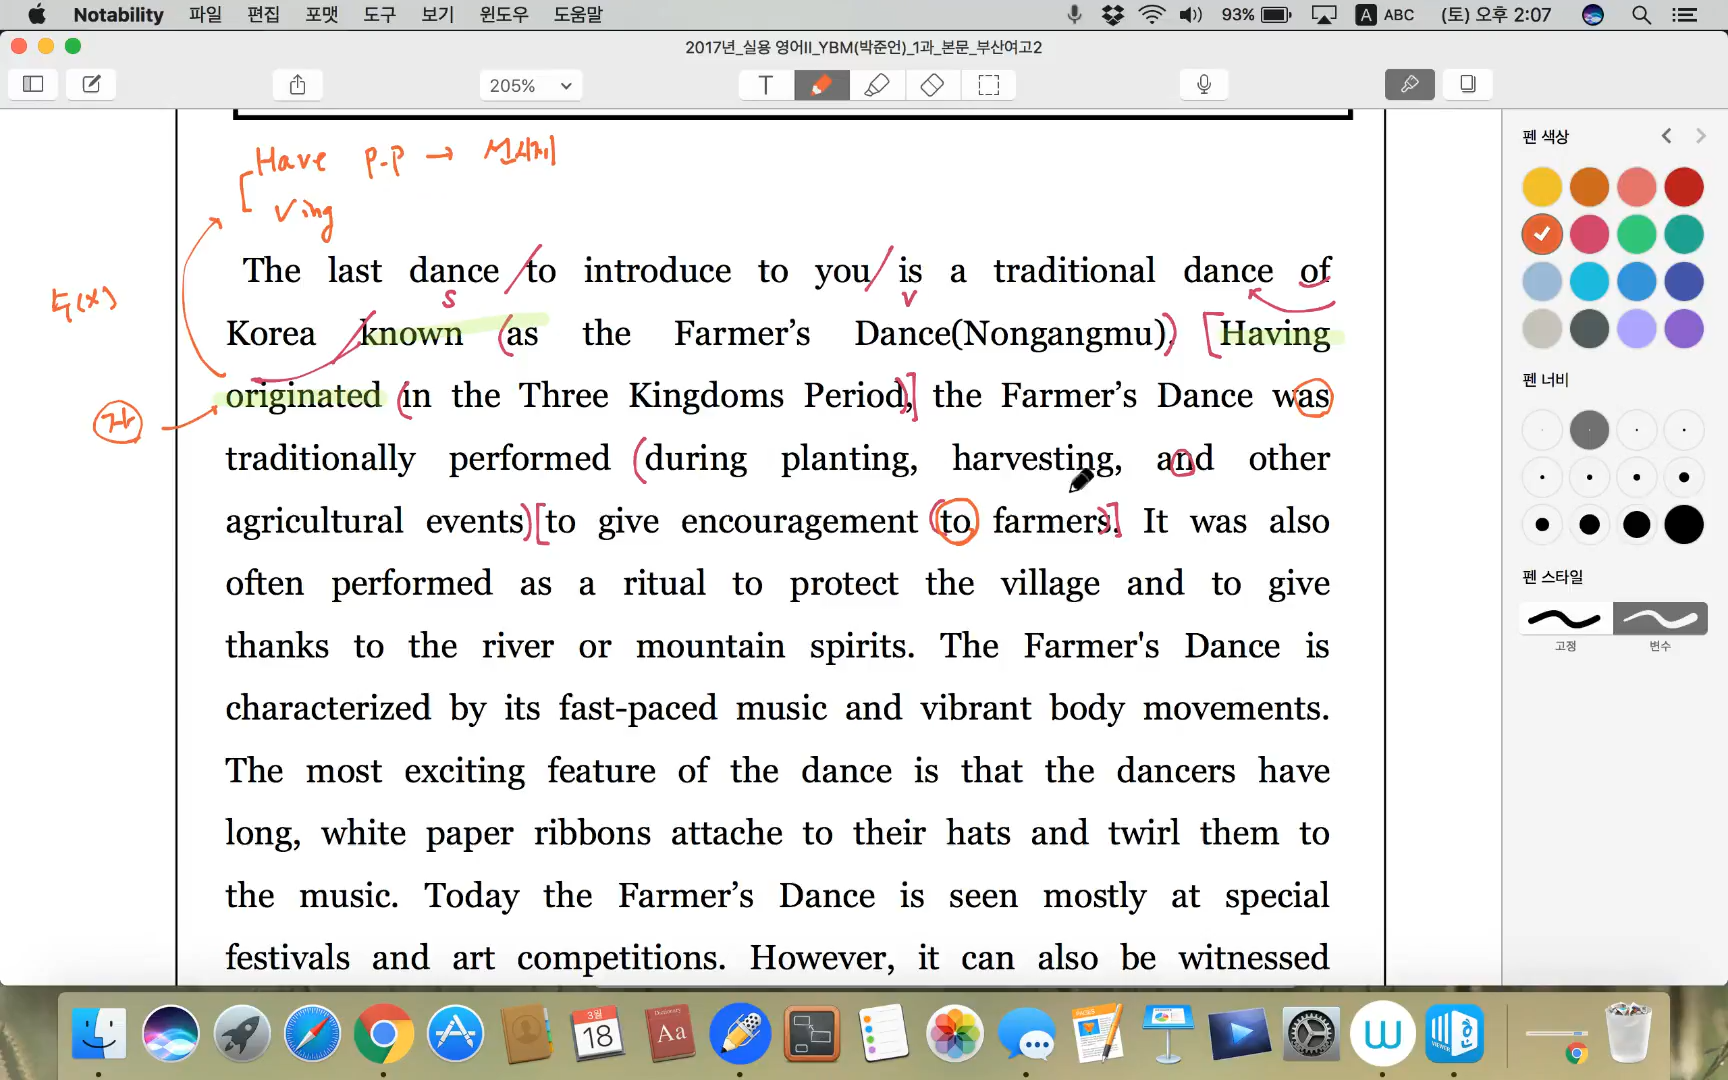 Notability 파일 편집 포맷 도구 보기 윈도우 도움말 93% A ABC (토) 오후 2:07
2017년_실용 영어II_YBM(박준언)_1과_본문_부산여고2
205% T
펜 색상
Have p.p → 선시제
Ving
The last dance to introduce to you is a traditional dance of
s v
수(x)
Korea known as the Farmer’s Dance(Nongangmu). Having
originated in the Three Kingdoms Period, the Farmer’s Dance was
자
traditionally performed during planting, harvesting, and other
agricultural events to give encouragement to farmers. It was also
often performed as a ritual to protect the village and to give
thanks to the river or mountain spirits. The Farmer's Dance is
characterized by its fast-paced music and vibrant body movements.
The most exciting feature of the dance is that the dancers have
long, white paper ribbons attache to their hats and twirl them to
the music. Today the Farmer’s Dance is seen mostly at special
festivals and art competitions. However, it can also be witnessed
펜 너비
펜 스타일
고정 변수
3월
18
Dictionary
Aa
W
VIEWER